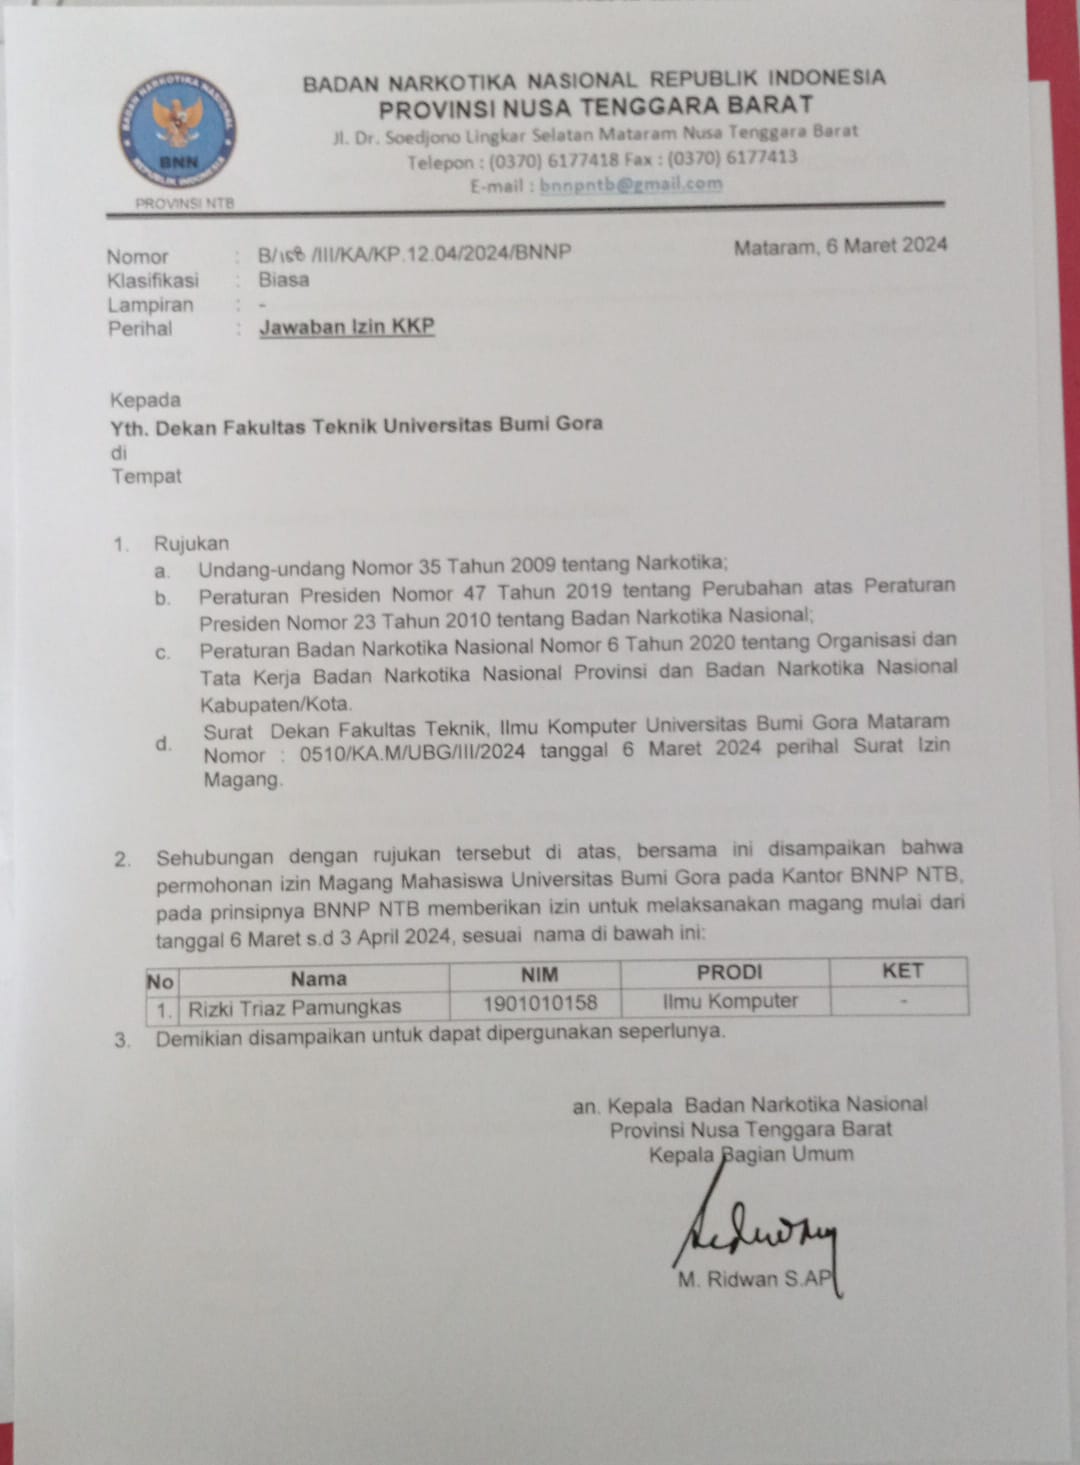 BADAN NARKOTIKA NASIONAL REPUBLIK INDONESIA
PROVINSI NUSA TENGGARA BARAT
Jl. Dr. Soedjono Lingkar Selatan Mataram Nusa Tenggara Barat
Telepon : (0370) 6177418 Fax : (0370) 6177413
E-mail : bnnpntb@gmail.com
BADAN NARKOTIKA NASIONAL
BNN
REPUBLIK INDONESIA
PROVINSI NTB
Nomor : B/158 /III/KA/KP.12.04/2024/BNNP Mataram, 6 Maret 2024
Klasifikasi : Biasa
Lampiran : -
Perihal : Jawaban Izin KKP
Kepada
Yth. Dekan Fakultas Teknik Universitas Bumi Gora
di
Tempat
1. Rujukan
a. Undang-undang Nomor 35 Tahun 2009 tentang Narkotika;
b. Peraturan Presiden Nomor 47 Tahun 2019 tentang Perubahan atas Peraturan
Presiden Nomor 23 Tahun 2010 tentang Badan Narkotika Nasional;
c. Peraturan Badan Narkotika Nasional Nomor 6 Tahun 2020 tentang Organisasi dan
Tata Kerja Badan Narkotika Nasional Provinsi dan Badan Narkotika Nasional
Kabupaten/Kota.
d. Surat Dekan Fakultas Teknik, Ilmu Komputer Universitas Bumi Gora Mataram
Nomor : 0510/KA.M/UBG/III/2024 tanggal 6 Maret 2024 perihal Surat Izin
Magang.
2. Sehubungan dengan rujukan tersebut di atas, bersama ini disampaikan bahwa
permohonan izin Magang Mahasiswa Universitas Bumi Gora pada Kantor BNNP NTB,
pada prinsipnya BNNP NTB memberikan izin untuk melaksanakan magang mulai dari
tanggal 6 Maret s.d 3 April 2024, sesuai nama di bawah ini:
No Nama NIM PRODI KET
1. Rizki Triaz Pamungkas 1901010158 Ilmu Komputer -
3. Demikian disampaikan untuk dapat dipergunakan seperlunya.
an. Kepala Badan Narkotika Nasional
Provinsi Nusa Tenggara Barat
Kepala Bagian Umum
M. Ridwan S.AP